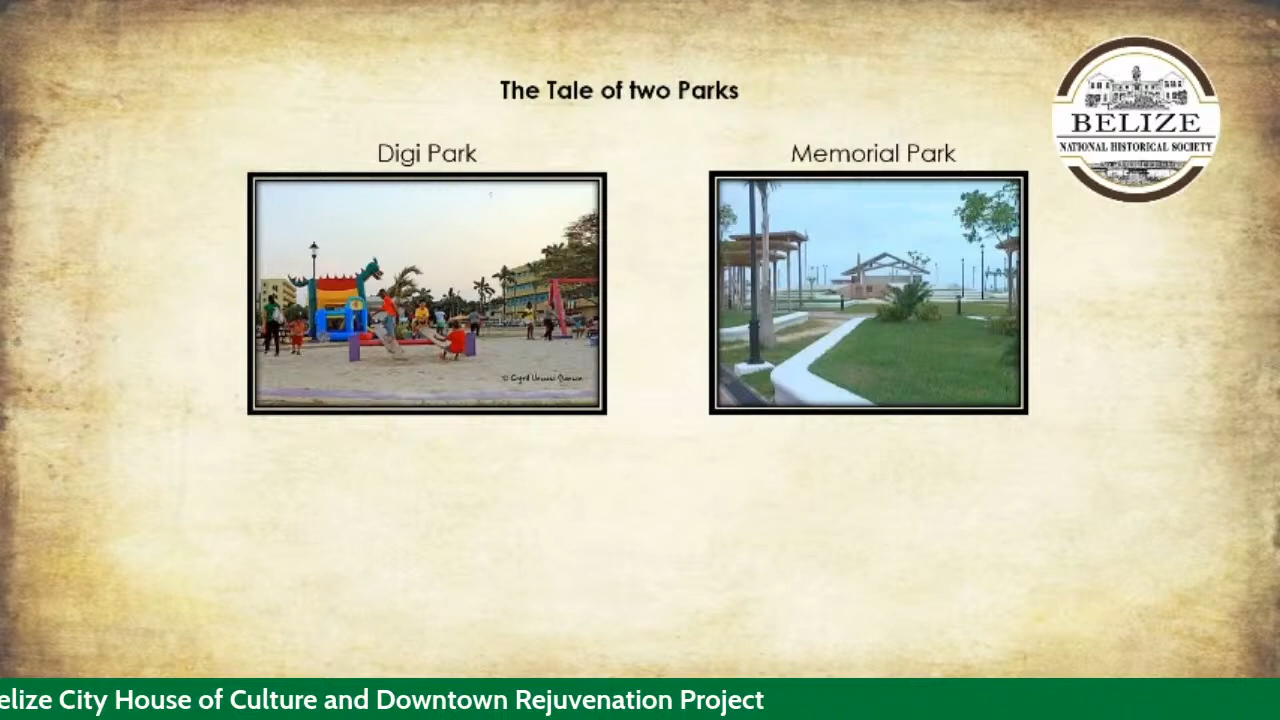 The Tale of two Parks
Digi Park
Memorial Park
BELIZE
NATIONAL HISTORICAL SOCIETY
©
elize City House of Culture and Downtown Rejuvenation Project